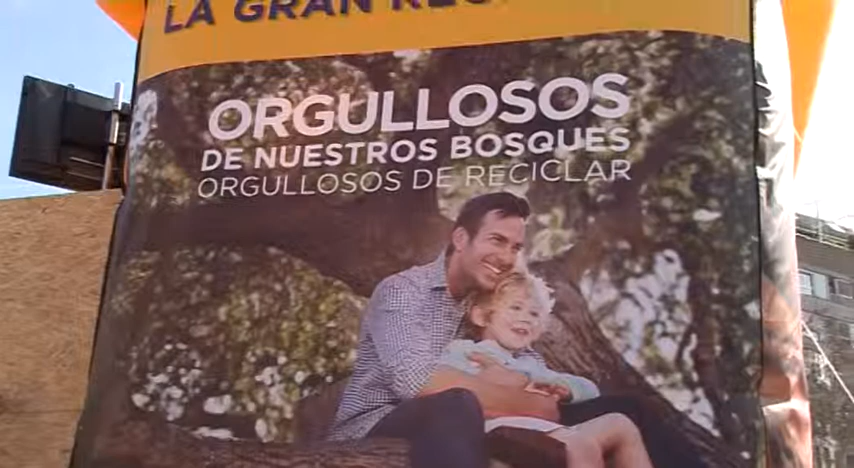 LA GRAN
ORGULLOSOS
DE NUESTROS BOSQUES
ORGULLOSOS DE RECICLAR